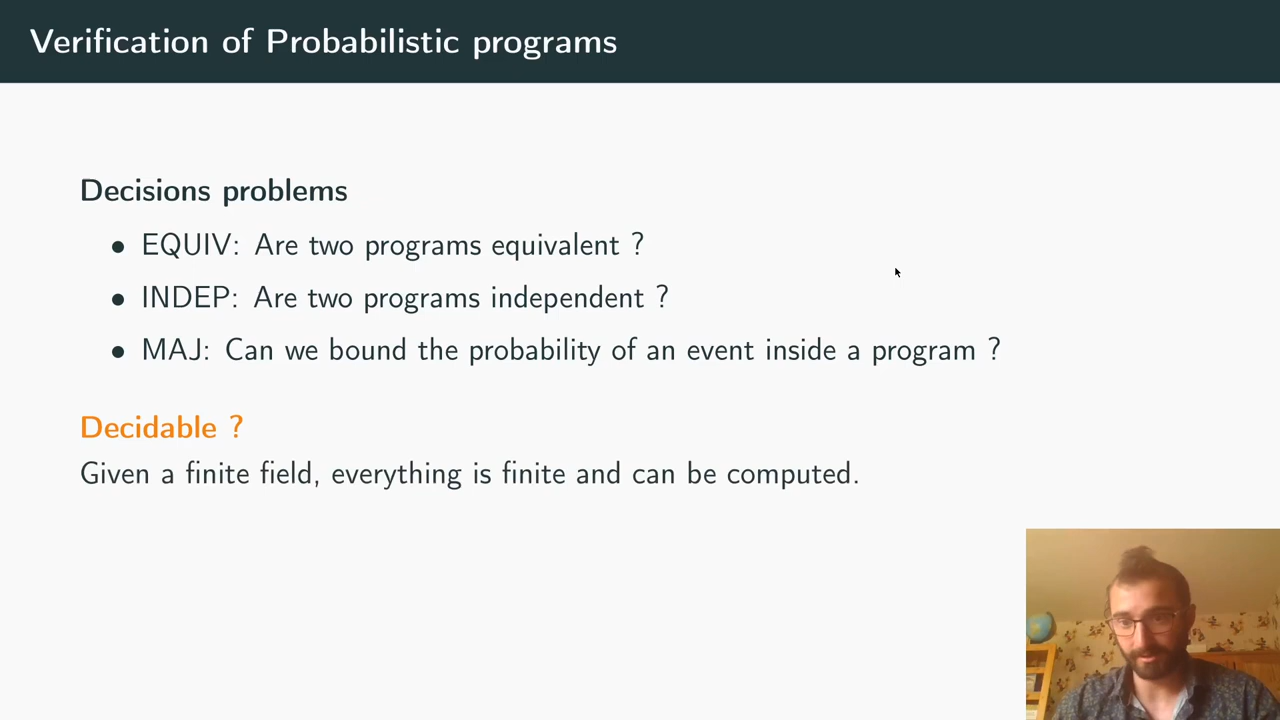 Verification of Probabilistic programs
Decisions problems
• EQUIV: Are two programs equivalent ?
• INDEP: Are two programs independent ?
• MAJ: Can we bound the probability of an event inside a program ?
Decidable ?
Given a finite field, everything is finite and can be computed.